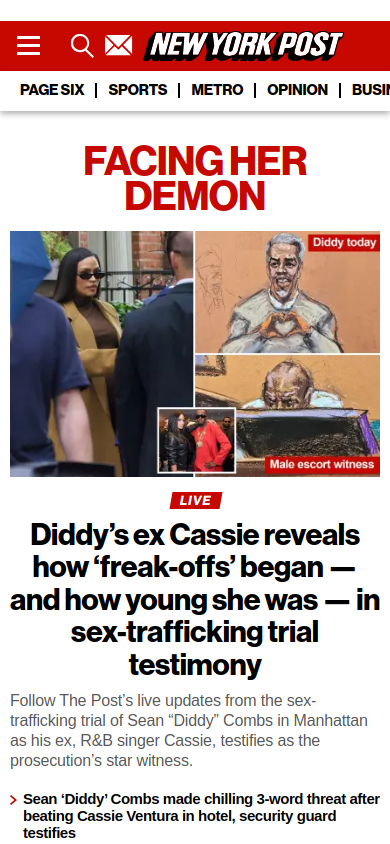 NEW YORK POST
PAGE SIX | SPORTS | METRO | OPINION | BUSIN
FACING HER
DEMON
Diddy today
Male escort witness
LIVE
Diddy’s ex Cassie reveals
how ‘freak-offs’ began —
and how young she was — in
sex-trafficking trial
testimony
Follow The Post’s live updates from the sex-
trafficking trial of Sean “Diddy” Combs in Manhattan
as his ex, R&B singer Cassie, testifies as the
prosecution’s star witness.
Sean ‘Diddy’ Combs made chilling 3-word threat after
beating Cassie Ventura in hotel, security guard
testifies